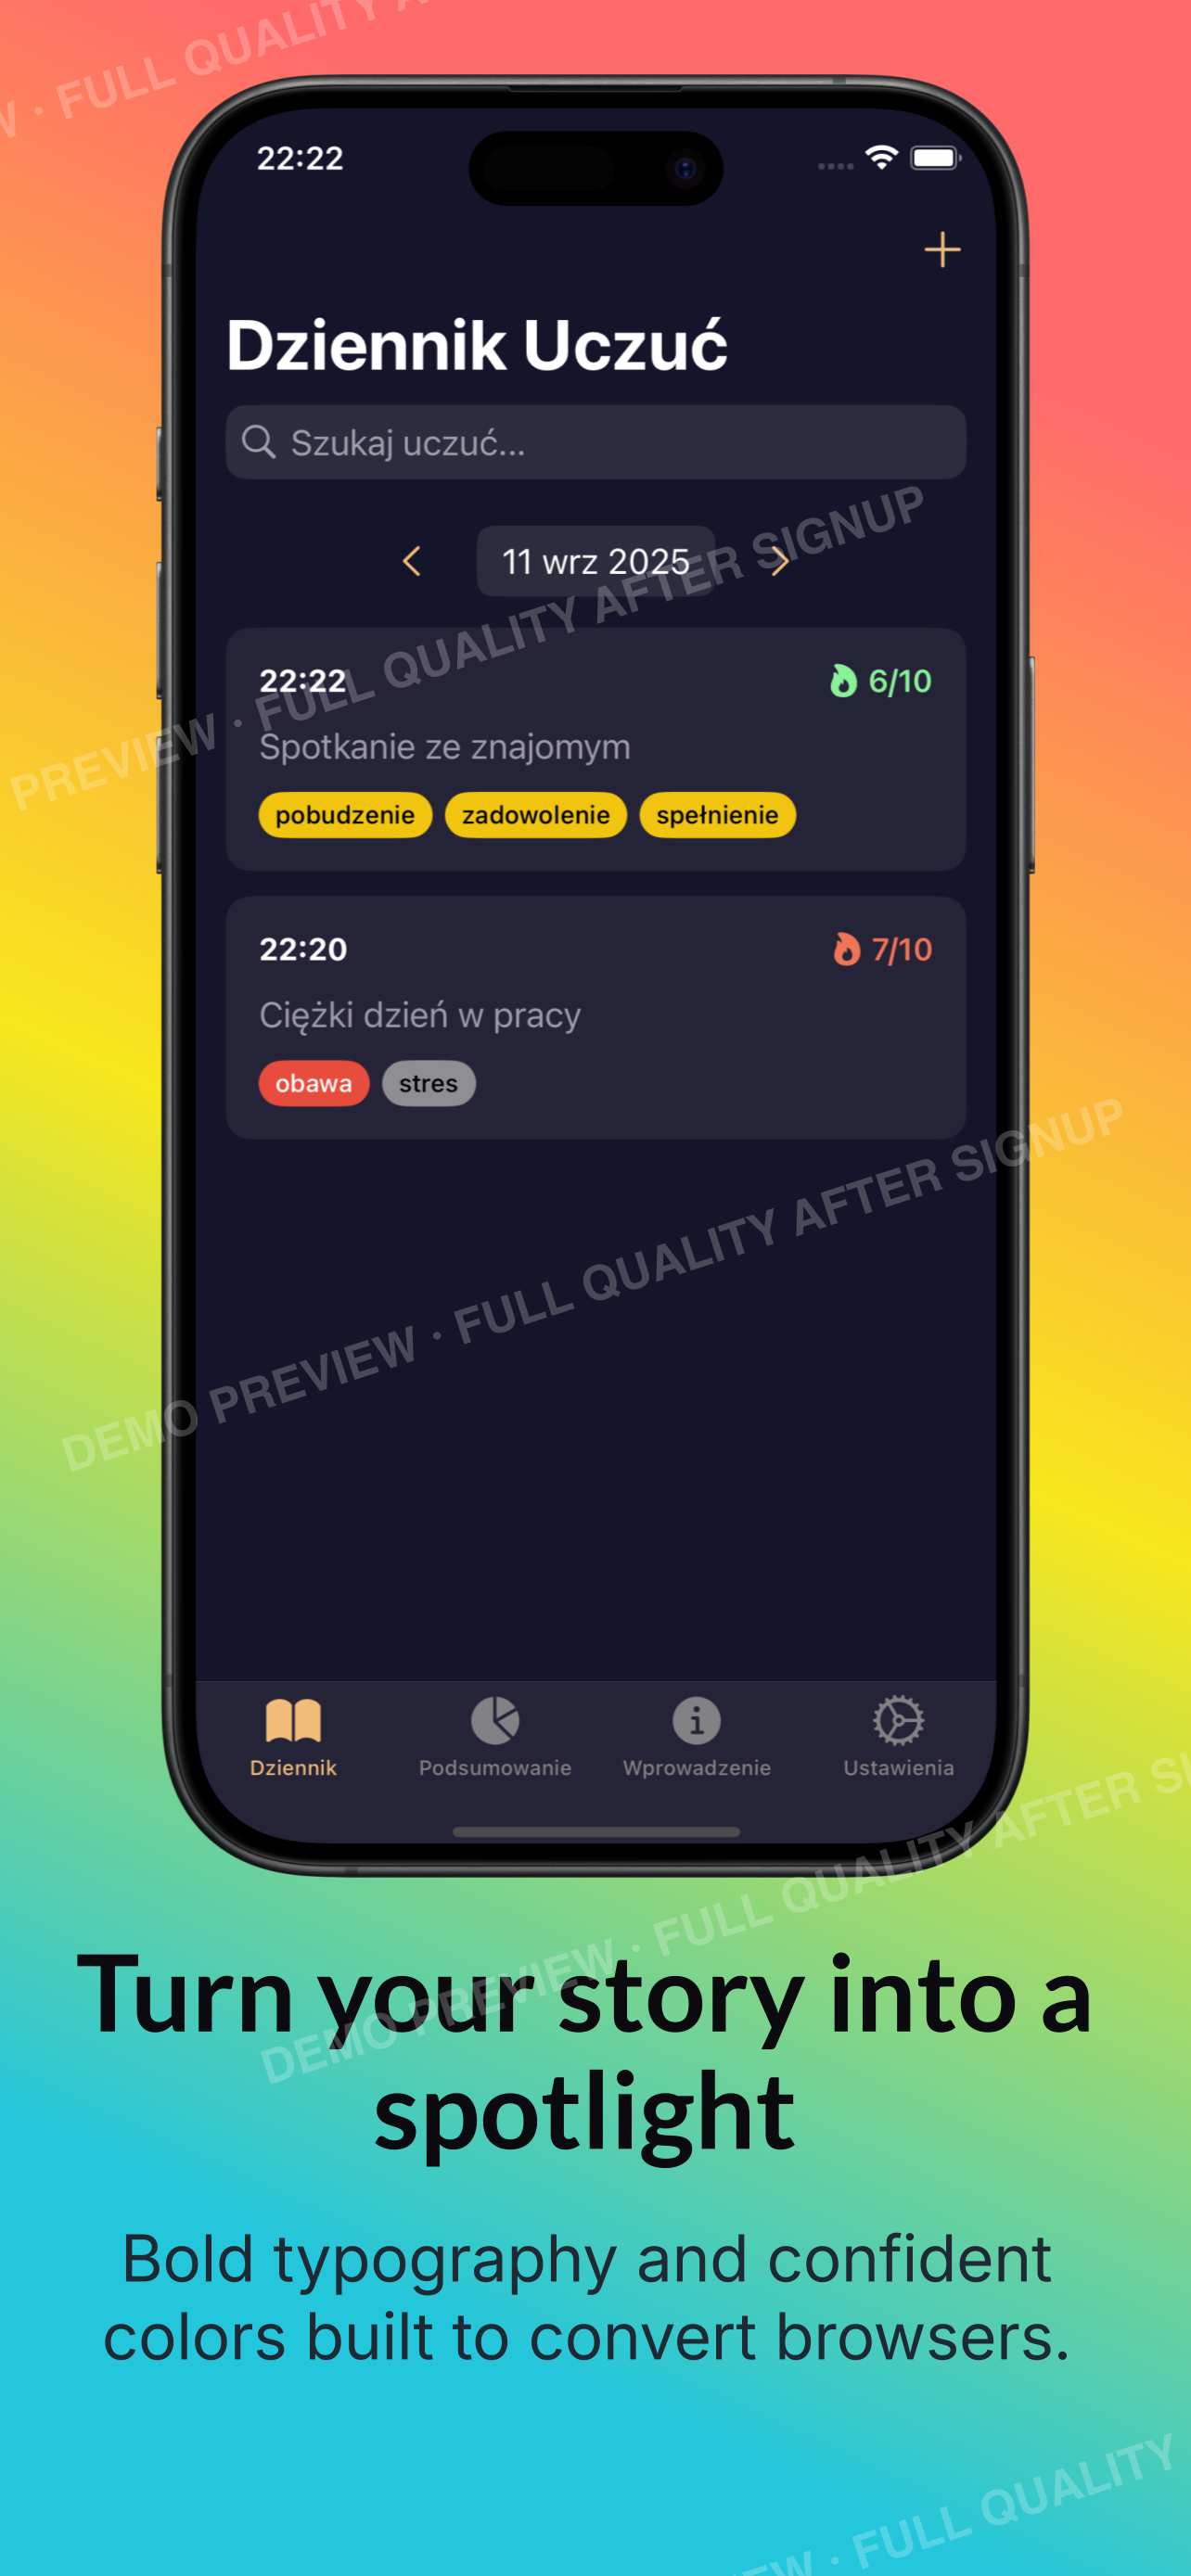 W · FULL QUALITY A
22:22
Dziennik Uczuć
Szukaj uczuć...
11 wrz 2025
PREVIEW · FULL QUALITY AFTER SIGNUP
22:22
6/10
Spotkanie ze znajomym
pobudzenie zadowolenie spełnienie
22:20
7/10
Ciężki dzień w pracy
obawa stres
DEMO PREVIEW · FULL QUALITY AFTER SIGNUP
Dziennik Podsumowanie Wprowadzenie Ustawienia
DEMO PREVIEW · FULL QUALITY AFTER SI
Turn your story into a
spotlight
Bold typography and confident
colors built to convert browsers.
EW · FULL QUALITY